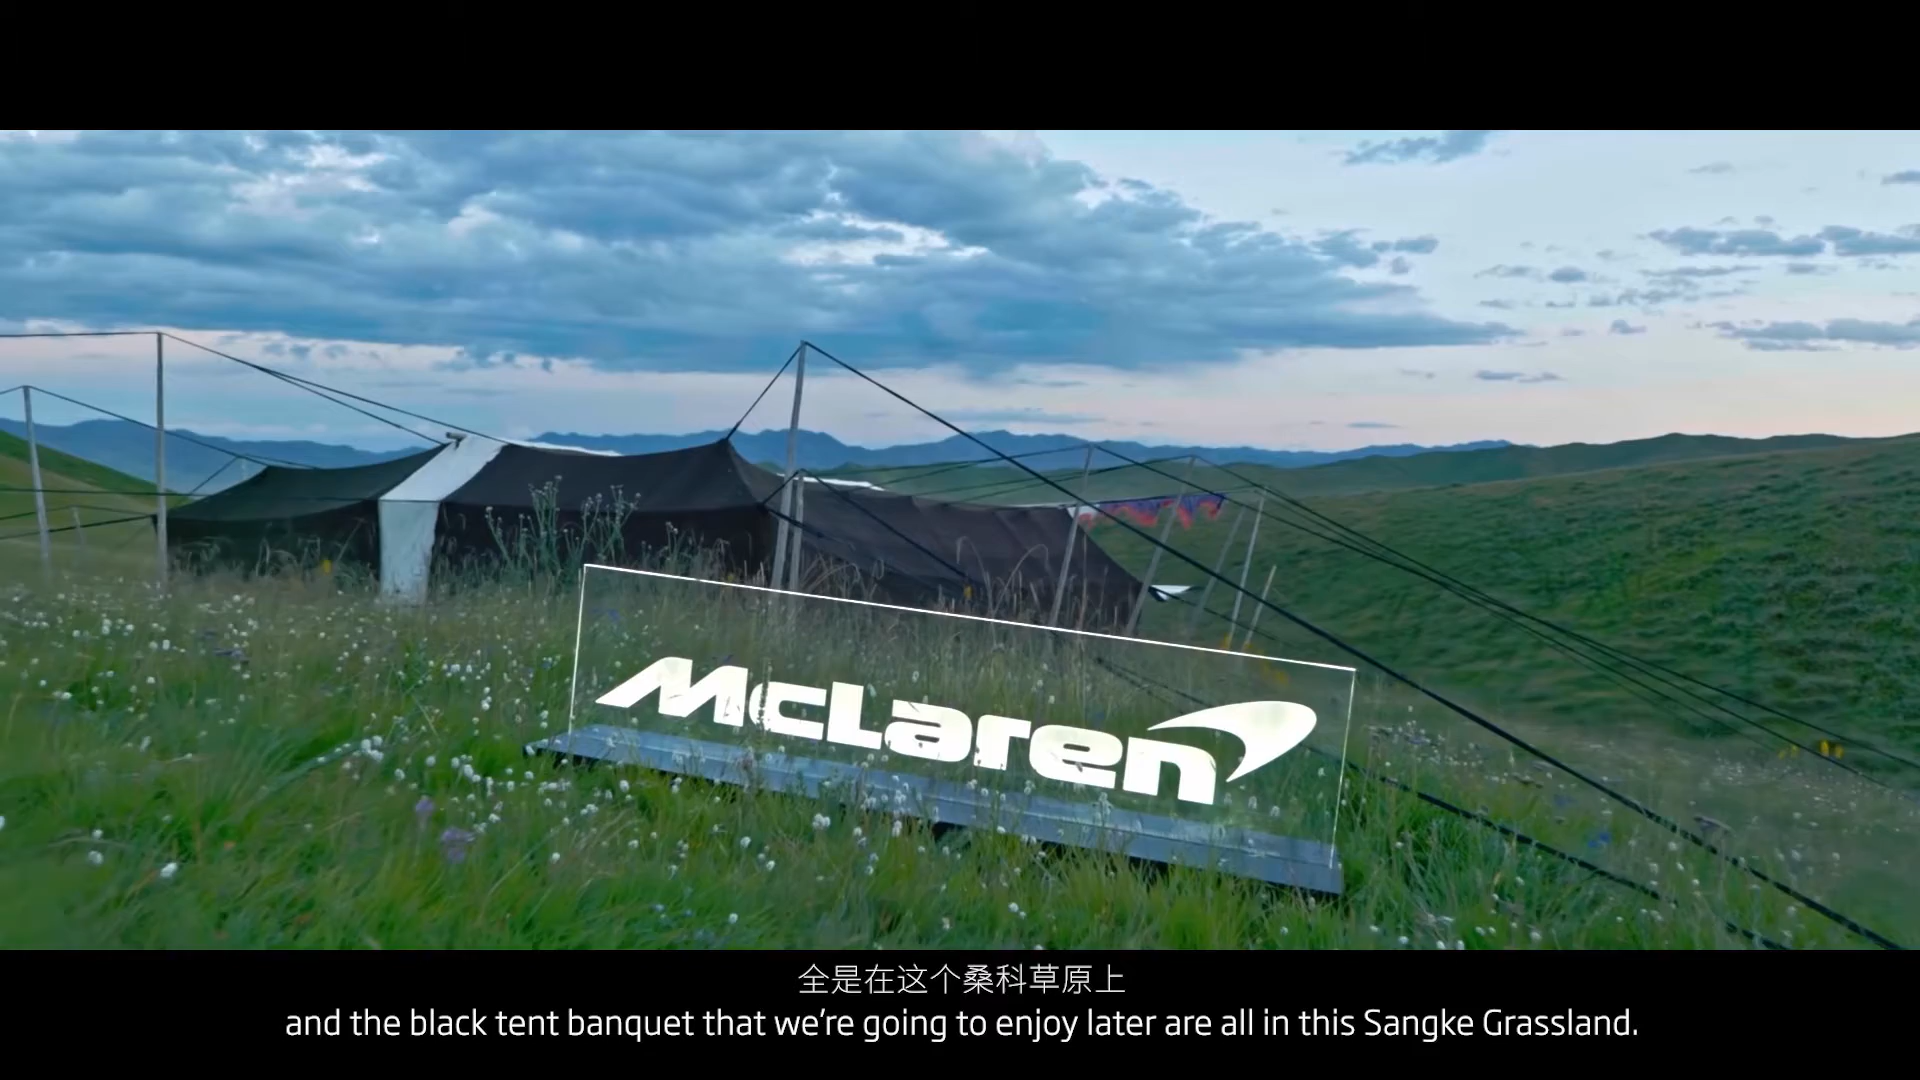 McLaren
全是在这个桑科草原上
and the black tent banquet that we're going to enjoy later are all in this Sangke Grassland.